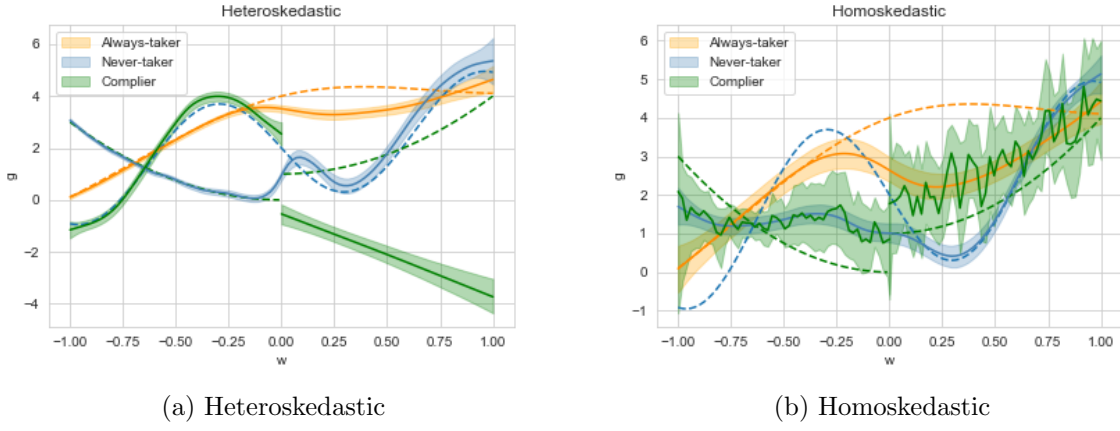 Heteroskedastic
Always-taker
Never-taker
Complier
6
4
2
0
−2
−4
g
−1.00 −0.75 −0.50 −0.25 0.00 0.25 0.50 0.75 1.00
w
(a) Heteroskedastic
Homoskedastic
Always-taker
Never-taker
Complier
6
5
4
3
2
1
0
−1
g
−1.00 −0.75 −0.50 −0.25 0.00 0.25 0.50 0.75 1.00
w
(b) Homoskedastic